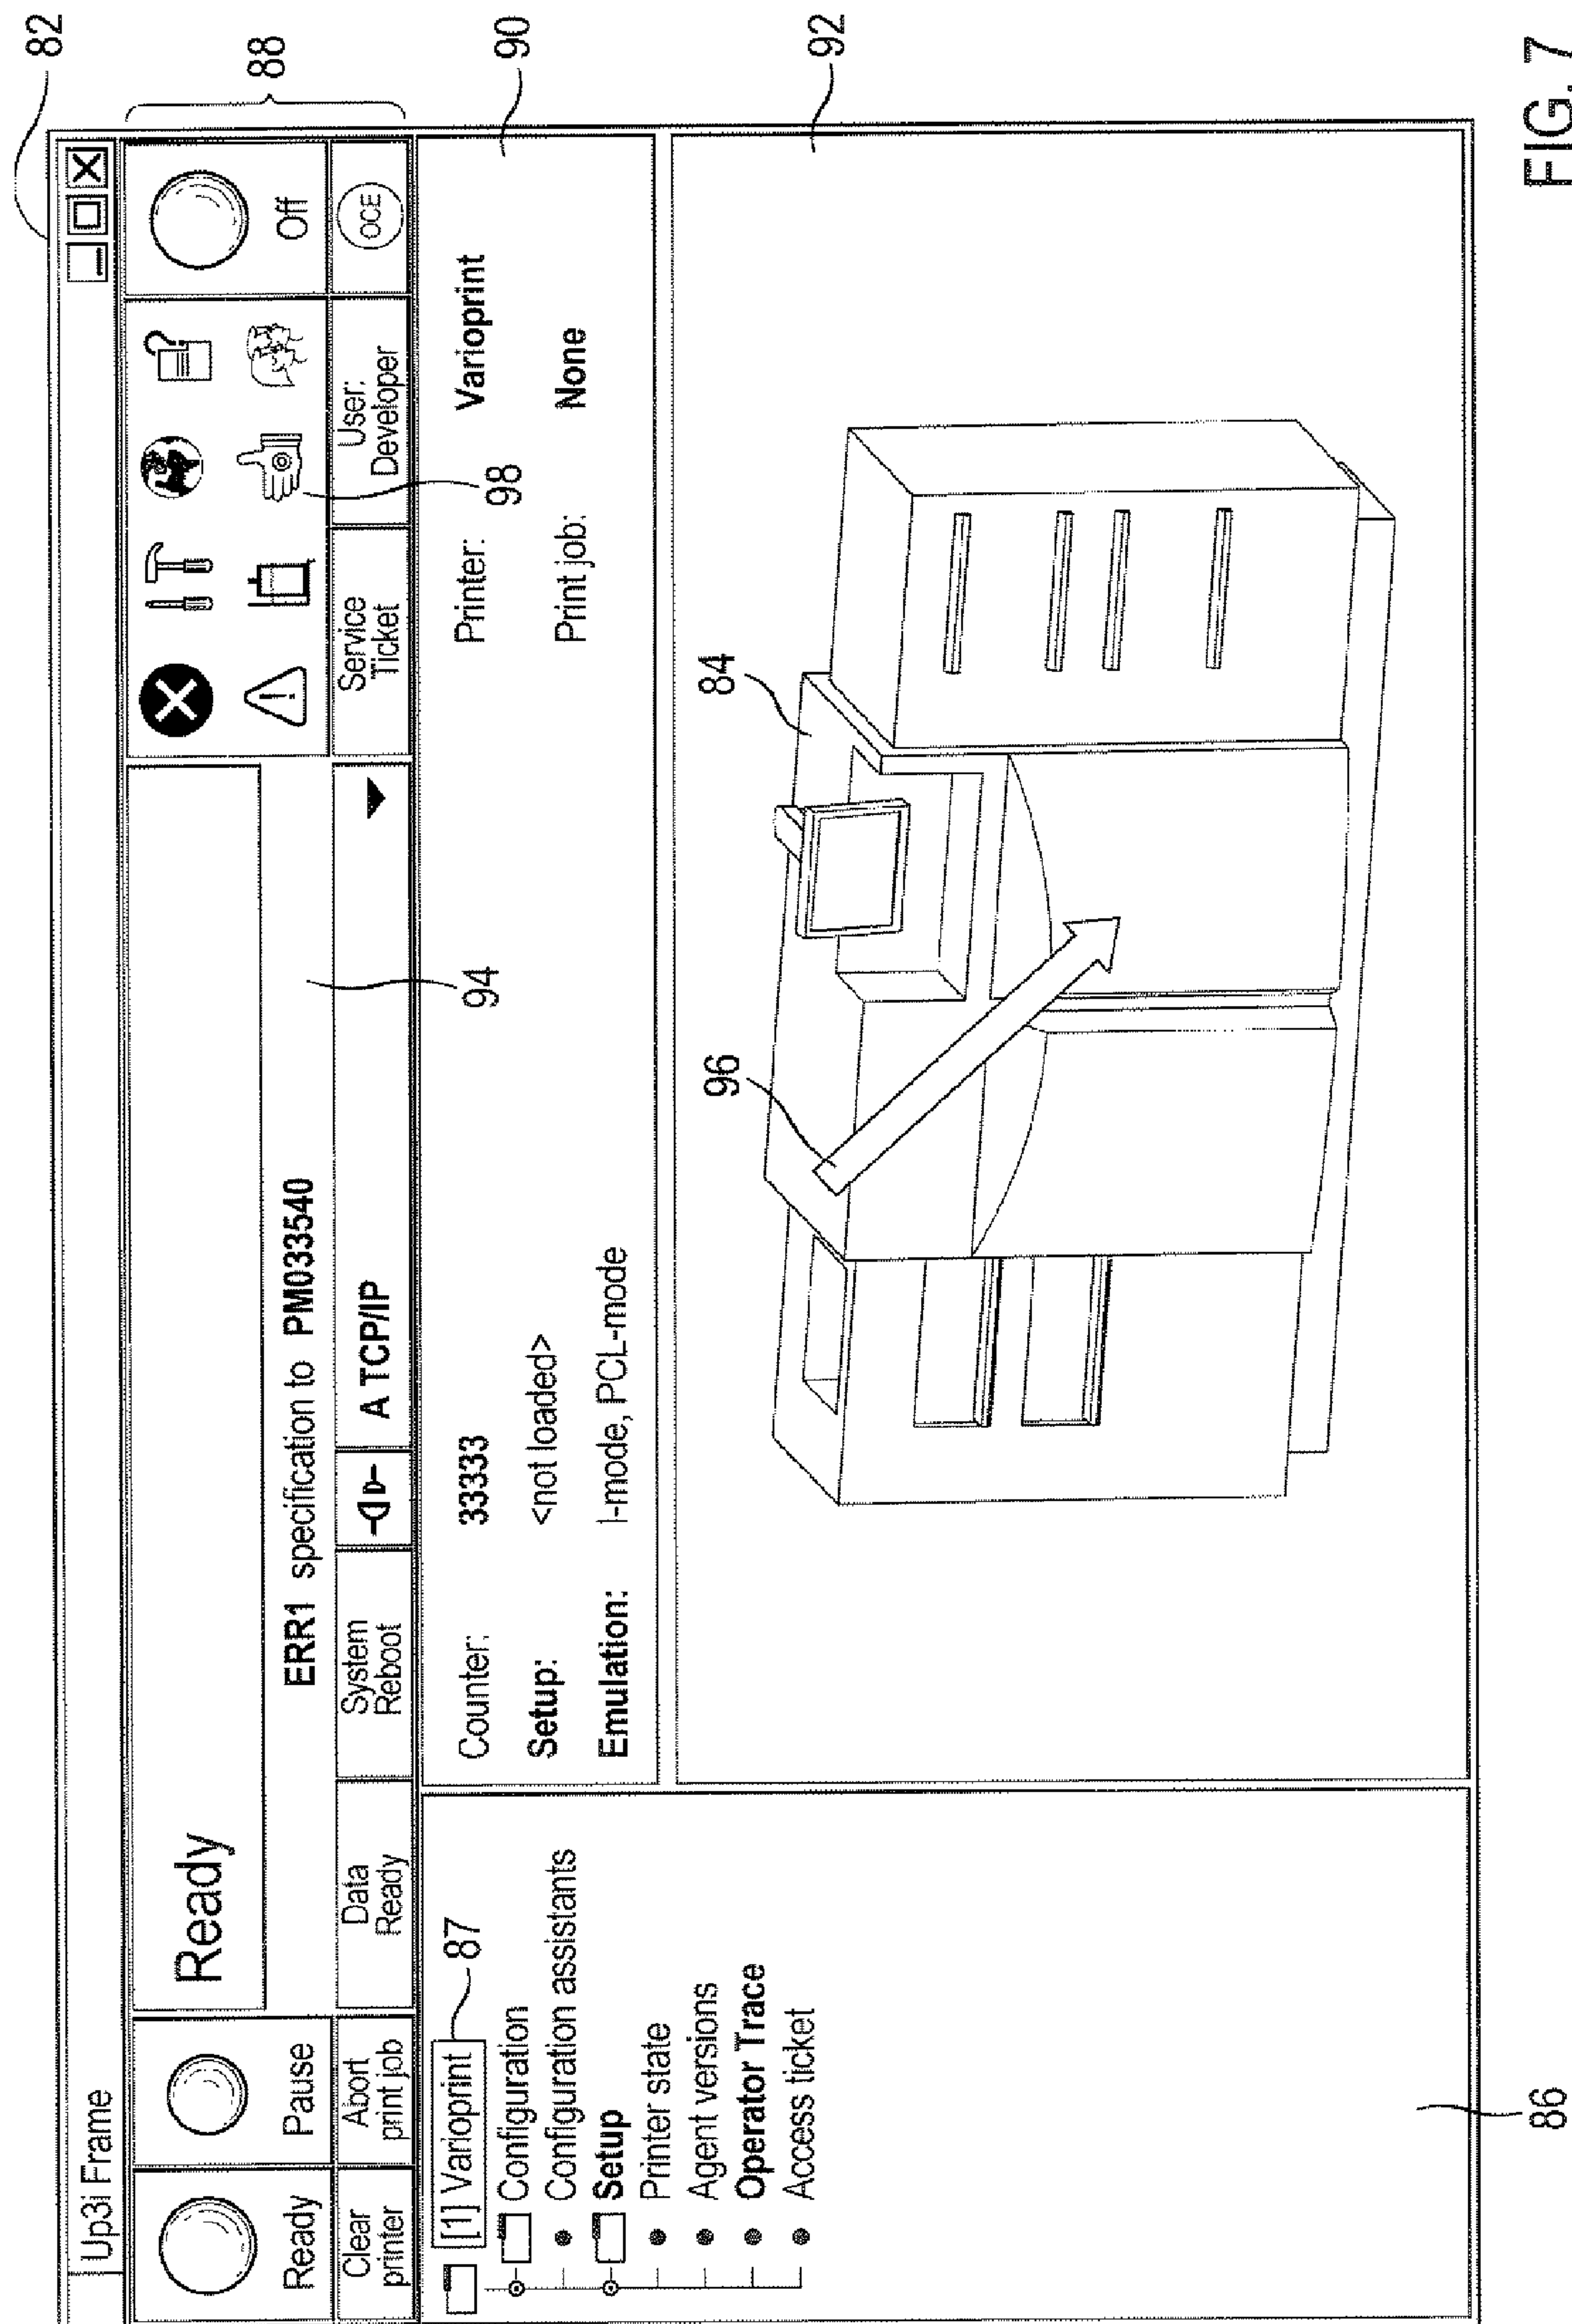 82
Up3i Frame
88
Ready
Pause
Ready
Off
ERR1 specification to PM033540
Clear
printer
Abort
print job
Data
Ready
System
Reboot
A TCP/IP
Service
Ticket
User:
Developer
OCE
94
98
90
[1] Varioprint
87
Configuration
Configuration assistants
Setup
Printer state
Agent versions
Operator Trace
Access ticket
Counter: 33333
Printer: Varioprint
Setup: <not loaded>
Print job: None
Emulation: I-mode, PCL-mode
96
84
92
86
FIG. 7